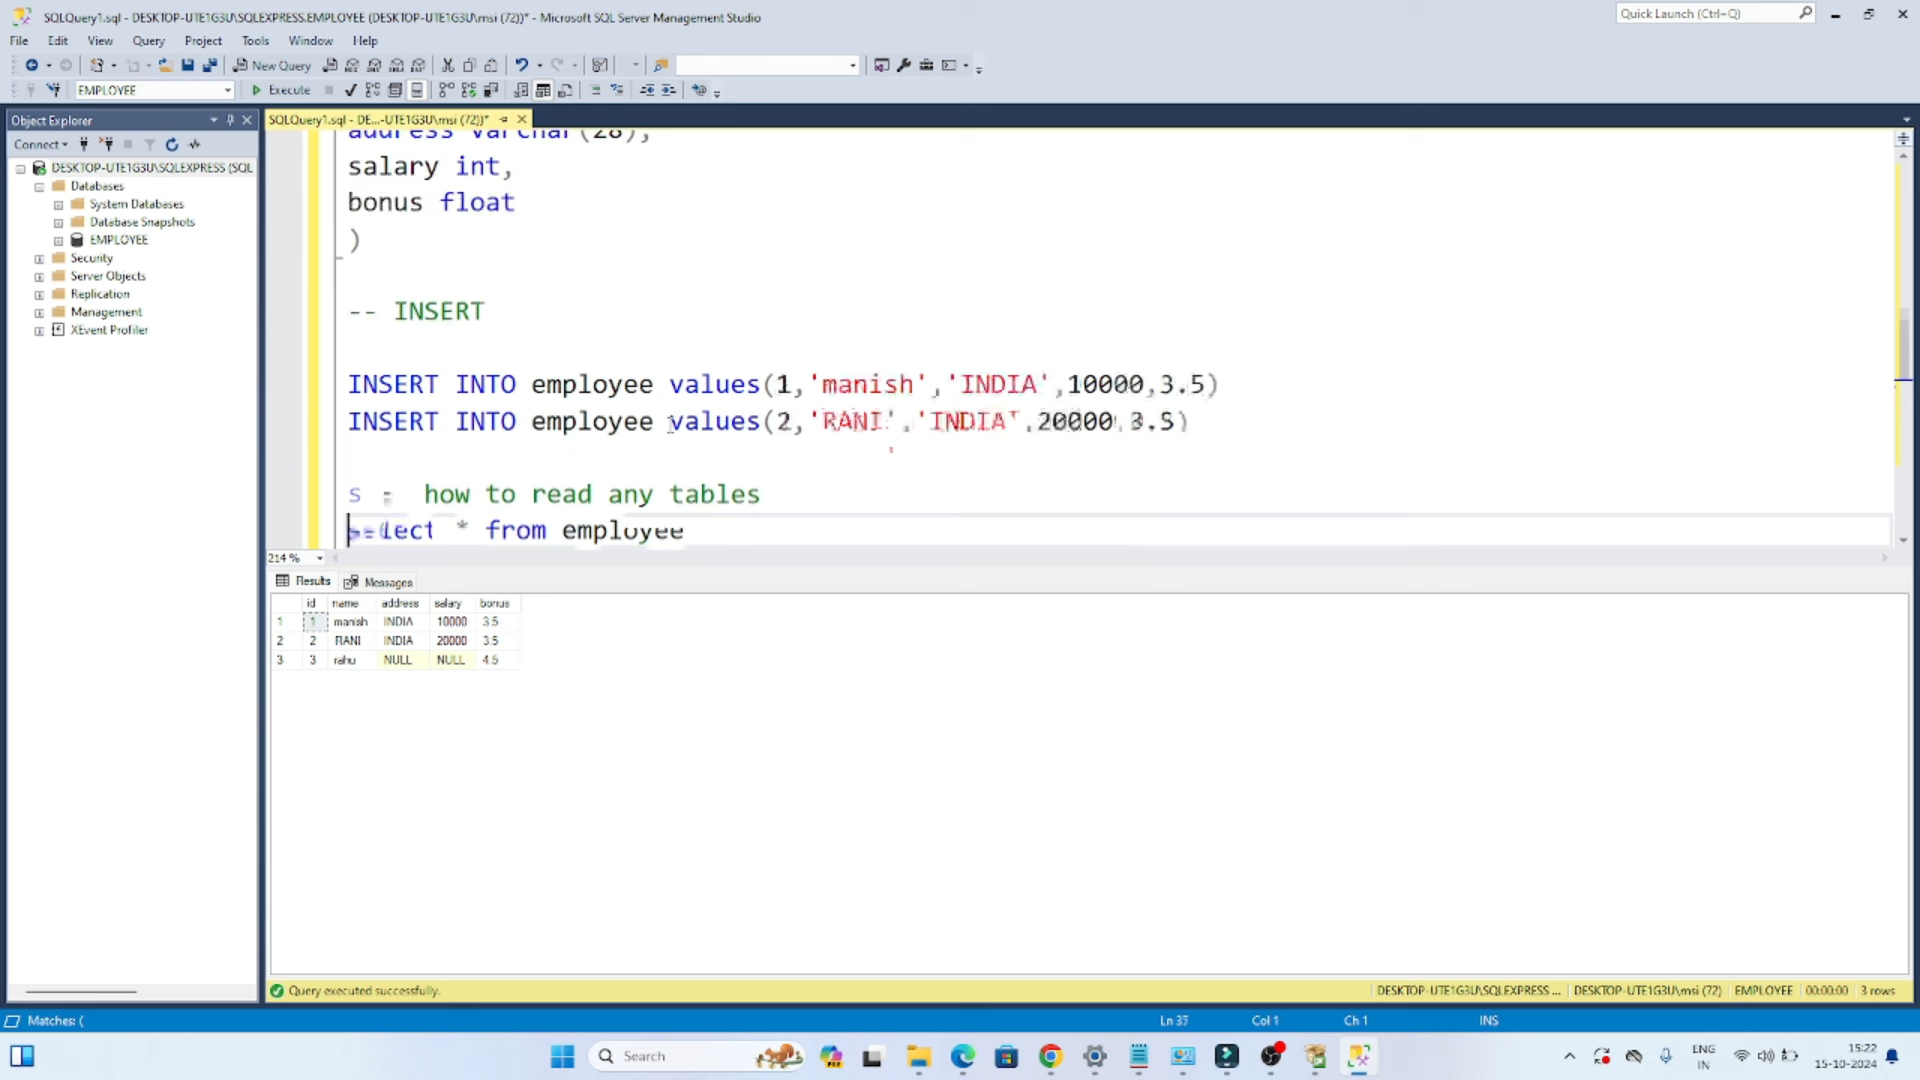 SQLQuery1.sql - DESKTOP-UTE1G3U\SQLEXPRESS.EMPLOYEE (DESKTOP-UTE1G3U\msi (72))* - Microsoft SQL Server Management Studio
Quick Launch (Ctrl+Q)
File Edit View Query Project Tools Window Help
New Query
EMPLOYEE
Execute
Object Explorer
SQLQuery1.sql - DE...-UTE1G3U\msi (72))*
Connect
DESKTOP-UTE1G3U\SQLEXPRESS (SQL
Databases
System Databases
Database Snapshots
EMPLOYEE
Security
Server Objects
Replication
Management
XEvent Profiler
address varchar(28),
salary int,
bonus float
)
-- INSERT
INSERT INTO employee values(1,'manish','INDIA',10000,3.5)
INSERT INTO employee values(2,'RANI','INDIA',20000,3.5)
how to read any tables
select * from employee
214 %
Results Messages
id name address salary bonus
1 1 manish INDIA 10000 3.5
2 2 RANI INDIA 20000 3.5
3 3 rahu NULL NULL 4.5
Query executed successfully.
DESKTOP-UTE1G3U\SQLEXPRESS ... DESKTOP-UTE1G3U\msi (72) EMPLOYEE 00:00:00 3 rows
Matches: (
Col 1 Ch 1 INS
Search
ENG
IN
15:22
15-10-2024